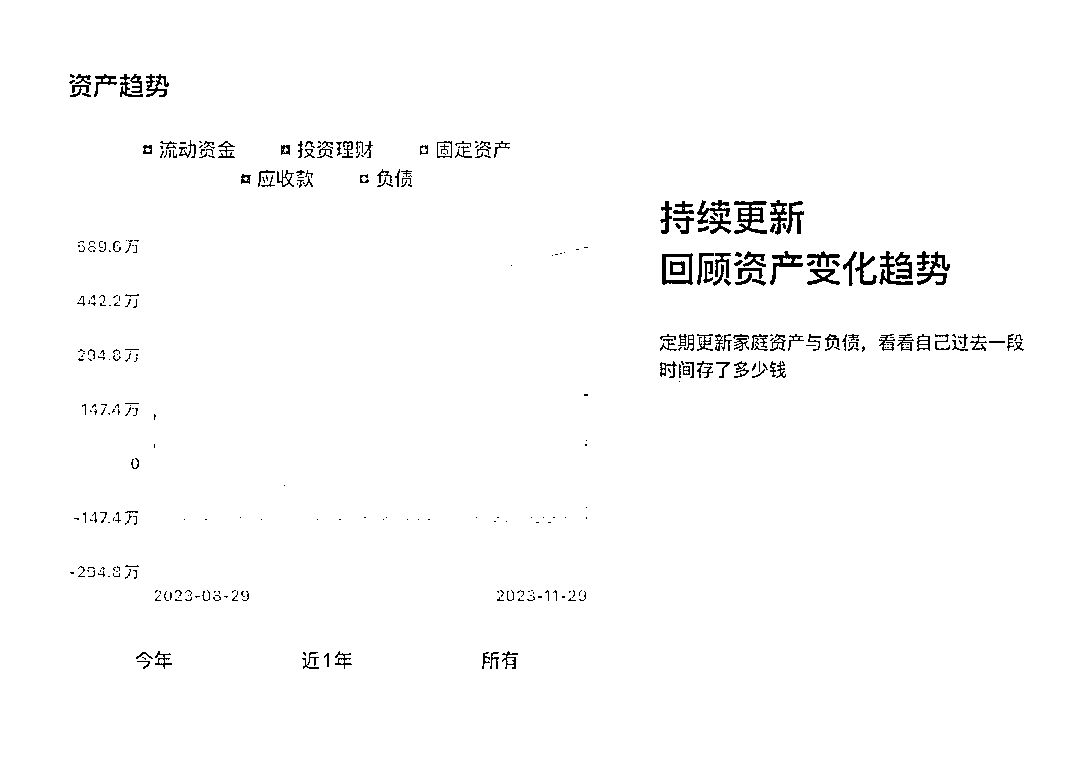 资产趋势
流动资金 投资理财 固定资产
应收款 负债
589.6万
442.2万
294.8万
147.4万
0
-147.4万
-294.8万
2023-08-29 2023-11-29
今年 近1年 所有
持续更新
回顾资产变化趋势
定期更新家庭资产与负债，看看自己过去一段
时间存了多少钱